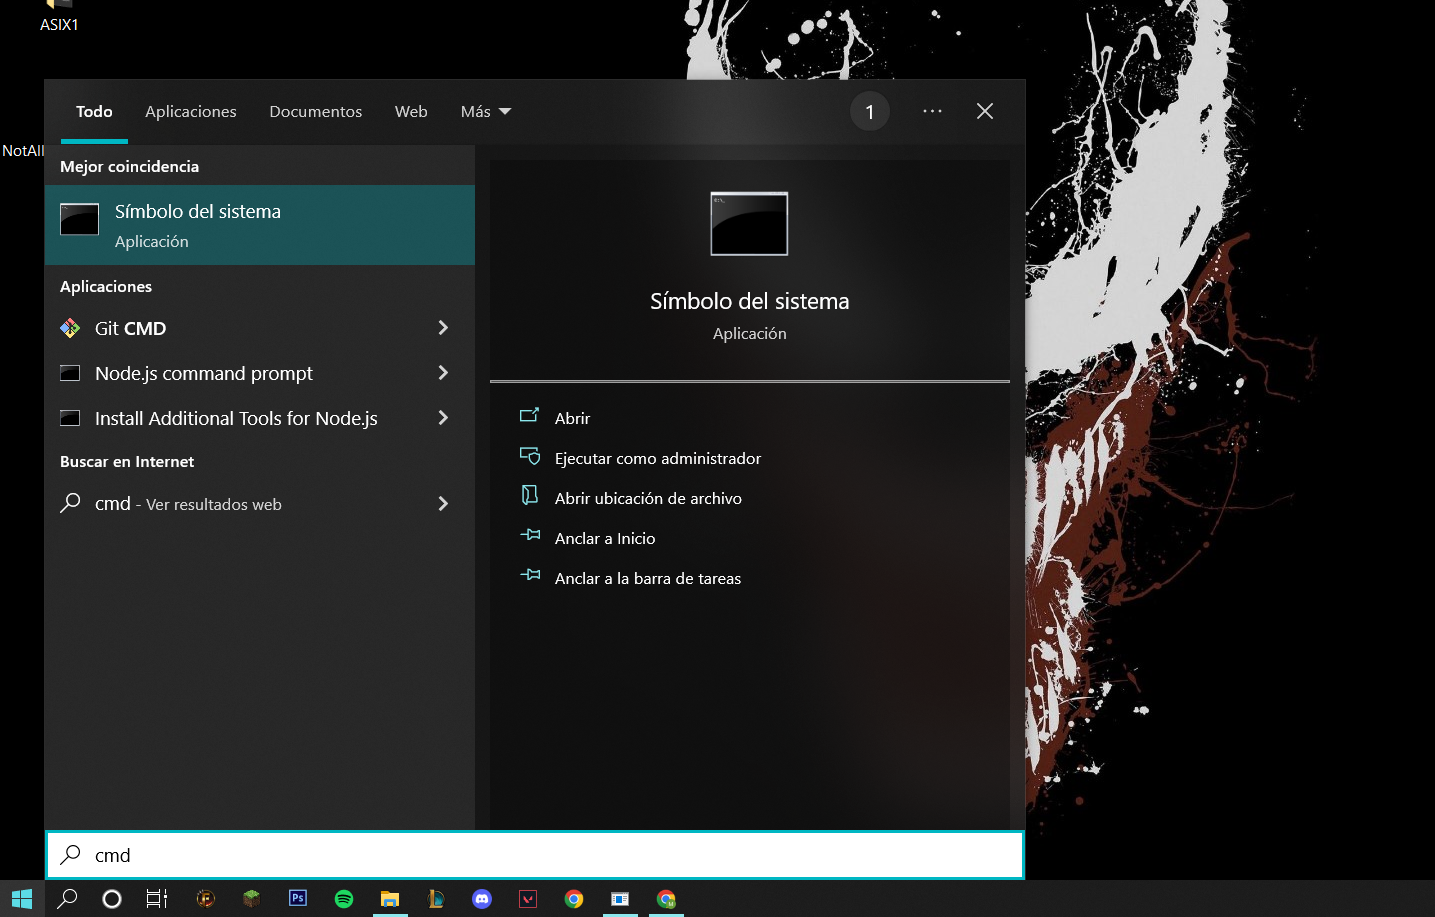 ASIX1
NotAll
Todo Aplicaciones Documentos Web Más 1
Mejor coincidencia
Símbolo del sistema
Aplicación
Aplicaciones
Git CMD
Node.js command prompt
Install Additional Tools for Node.js
Buscar en Internet
cmd - Ver resultados web
Símbolo del sistema
Aplicación
Abrir
Ejecutar como administrador
Abrir ubicación de archivo
Anclar a Inicio
Anclar a la barra de tareas
cmd
Ps